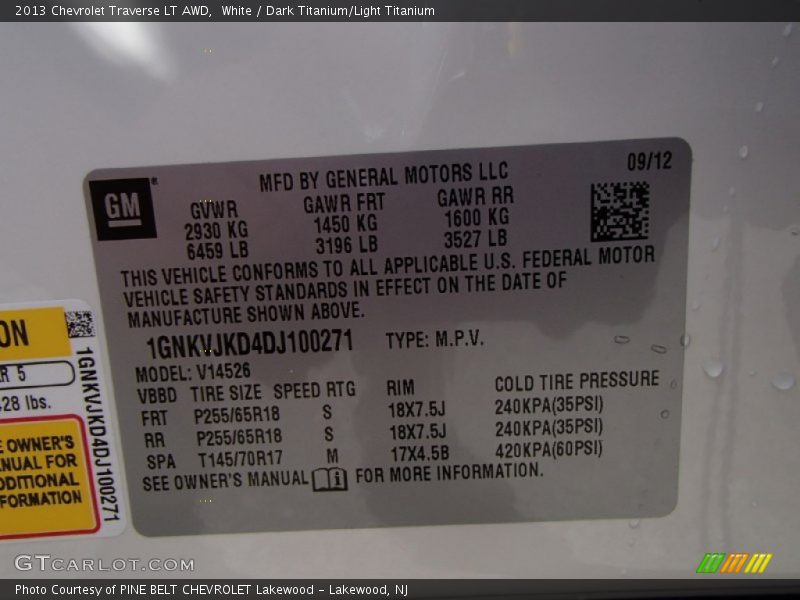 2013 Chevrolet Traverse LT AWD, White / Dark Titanium/Light Titanium
09/12
GM
MFD BY GENERAL MOTORS LLC
GVWR GAWR FRT GAWR RR
2930 KG 1450 KG 1600 KG
6459 LB 3196 LB 3527 LB
THIS VEHICLE CONFORMS TO ALL APPLICABLE U.S. FEDERAL MOTOR
VEHICLE SAFETY STANDARDS IN EFFECT ON THE DATE OF
MANUFACTURE SHOWN ABOVE.
1GNKVJKD4DJ100271 TYPE: M.P.V.
MODEL: V14526
VBBD TIRE SIZE SPEED RTG RIM COLD TIRE PRESSURE
FRT P255/65R18 S 18X7.5J 240KPA(35PSI)
RR P255/65R18 S 18X7.5J 240KPA(35PSI)
SPA T145/70R17 M 17X4.5B 420KPA(60PSI)
SEE OWNER'S MANUAL i FOR MORE INFORMATION.
ON
R 5
28 lbs.
E OWNER'S
NUAL FOR
DDITIONAL
FORMATION
1GNKVJKD4DJ100271
GTCARLOT.COM
Photo Courtesy of PINE BELT CHEVROLET Lakewood - Lakewood, NJ